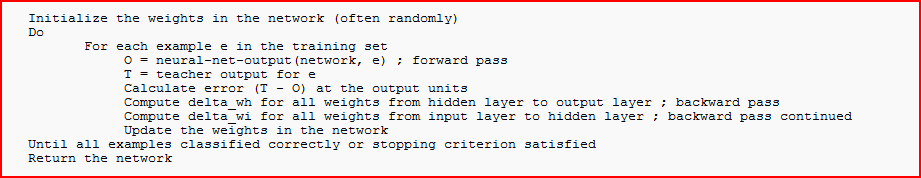 Initialize the weights in the network (often randomly)
Do
For each example e in the training set
O = neural-net-output(network, e) ; forward pass
T = teacher output for e
Calculate error (T - O) at the output units
Compute delta_wh for all weights from hidden layer to output layer ; backward pass
Compute delta_wi for all weights from input layer to hidden layer ; backward pass continued
Update the weights in the network
Until all examples classified correctly or stopping criterion satisfied
Return the network